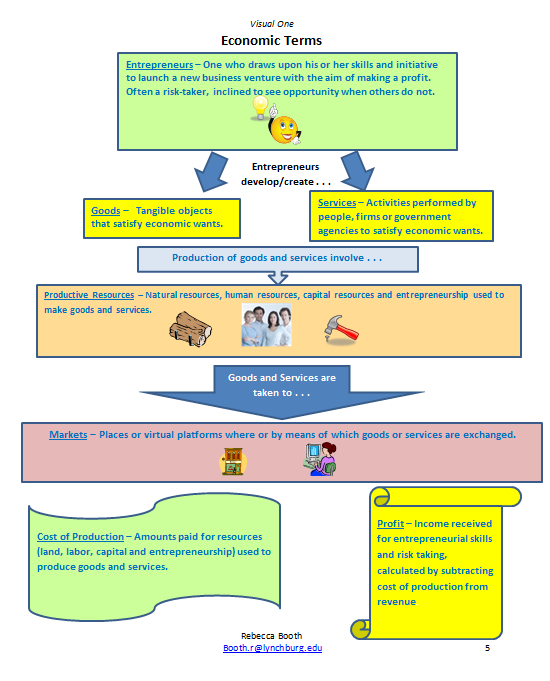 Visual One
Economic Terms
Entrepreneurs – One who draws upon his or her skills and initiative
to launch a new business venture with the aim of making a profit.
Often a risk-taker, inclined to see opportunity when others do not.
Entrepreneurs
develop/create . . .
Goods – Tangible objects
that satisfy economic wants.
Services – Activities performed by
people, firms or government
agencies to satisfy economic wants.
Production of goods and services involve . . .
Productive Resources – Natural resources, human resources, capital resources and entrepreneurship used to
make goods and services.
Goods and Services are
taken to . . .
Markets – Places or virtual platforms where or by means of which goods or services are exchanged.
Cost of Production – Amounts paid for resources
(land, labor, capital and entrepreneurship) used to
produce goods and services.
Profit – Income received
for entrepreneurial skills
and risk taking,
calculated by subtracting
cost of production from
revenue
Rebecca Booth
Booth.r@lynchburg.edu
5